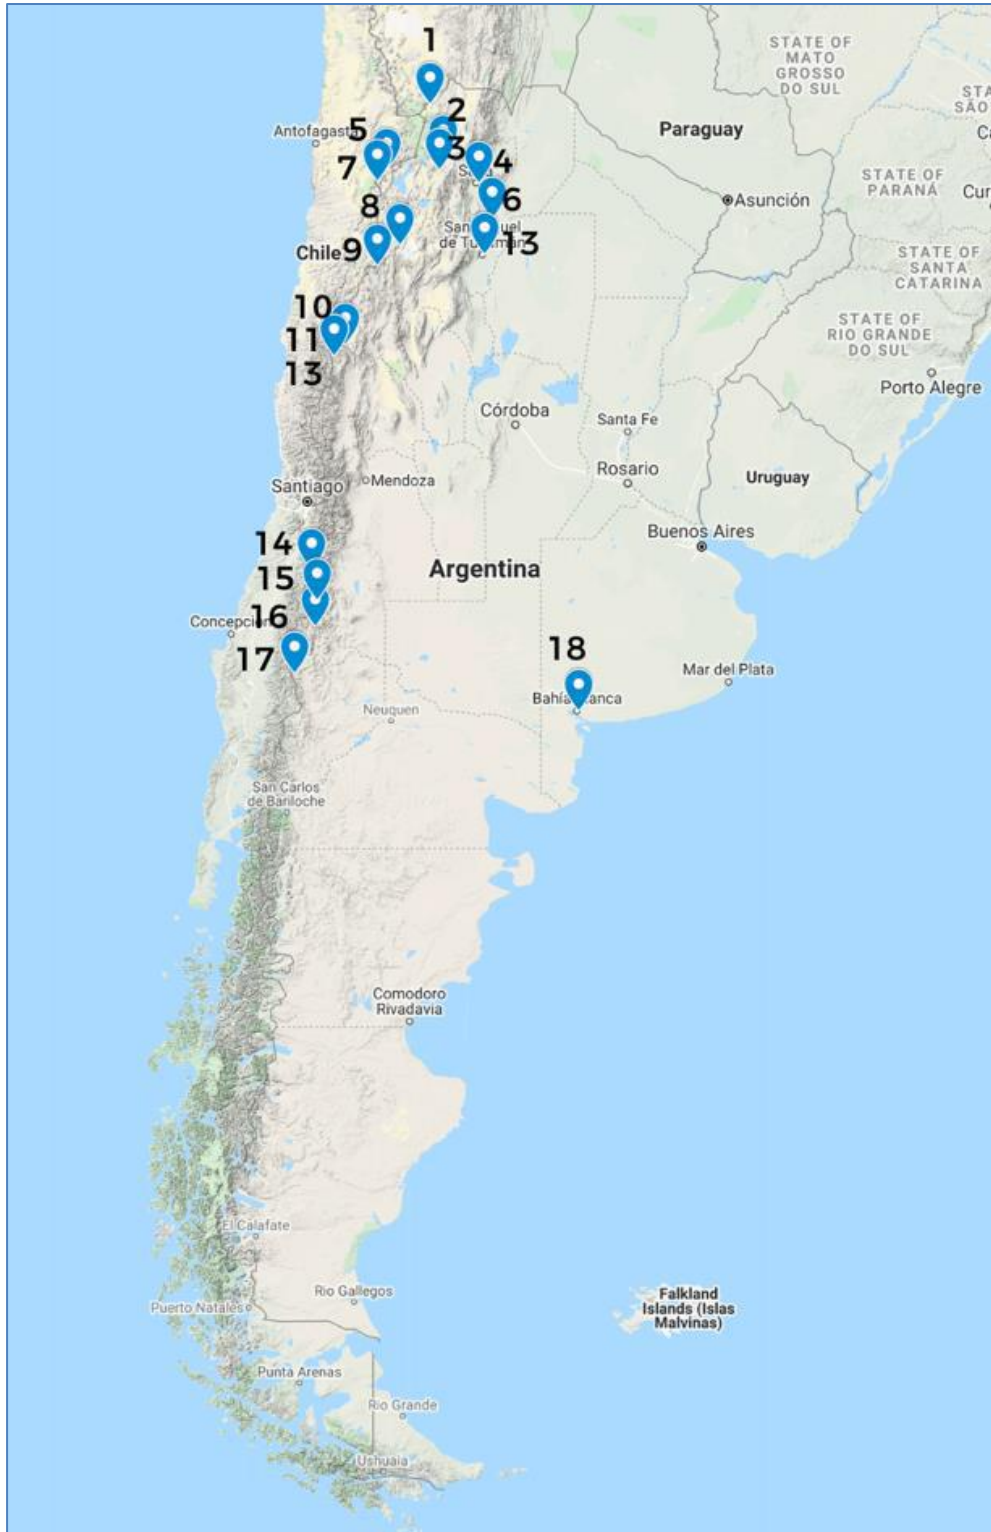 1
STATE OF
MATO
GROSSO
DO SUL
2
Antofagasta
5
3
Paraguay
7
4
STATE OF
PARANÁ
6
Asunción
8
13
Chile
9
STATE OF
SANTA
CATARINA
10
11
13
STATE OF
RIO GRANDE
DO SUL
Porto Alegre
Córdoba
Santa Fe
Rosario
Mendoza
Uruguay
Santiago
Buenos Aires
14
Argentina
15
16
Concepción
17
18
Mar del Plata
Neuquen
San Carlos
de Bariloche
Comodoro
Rivadavia
El Calafate
Rio Gallegos
Puerto Natales
Falkland
Islands (Islas
Malvinas)
Punta Arenas
Rio Grande
Ushuaia